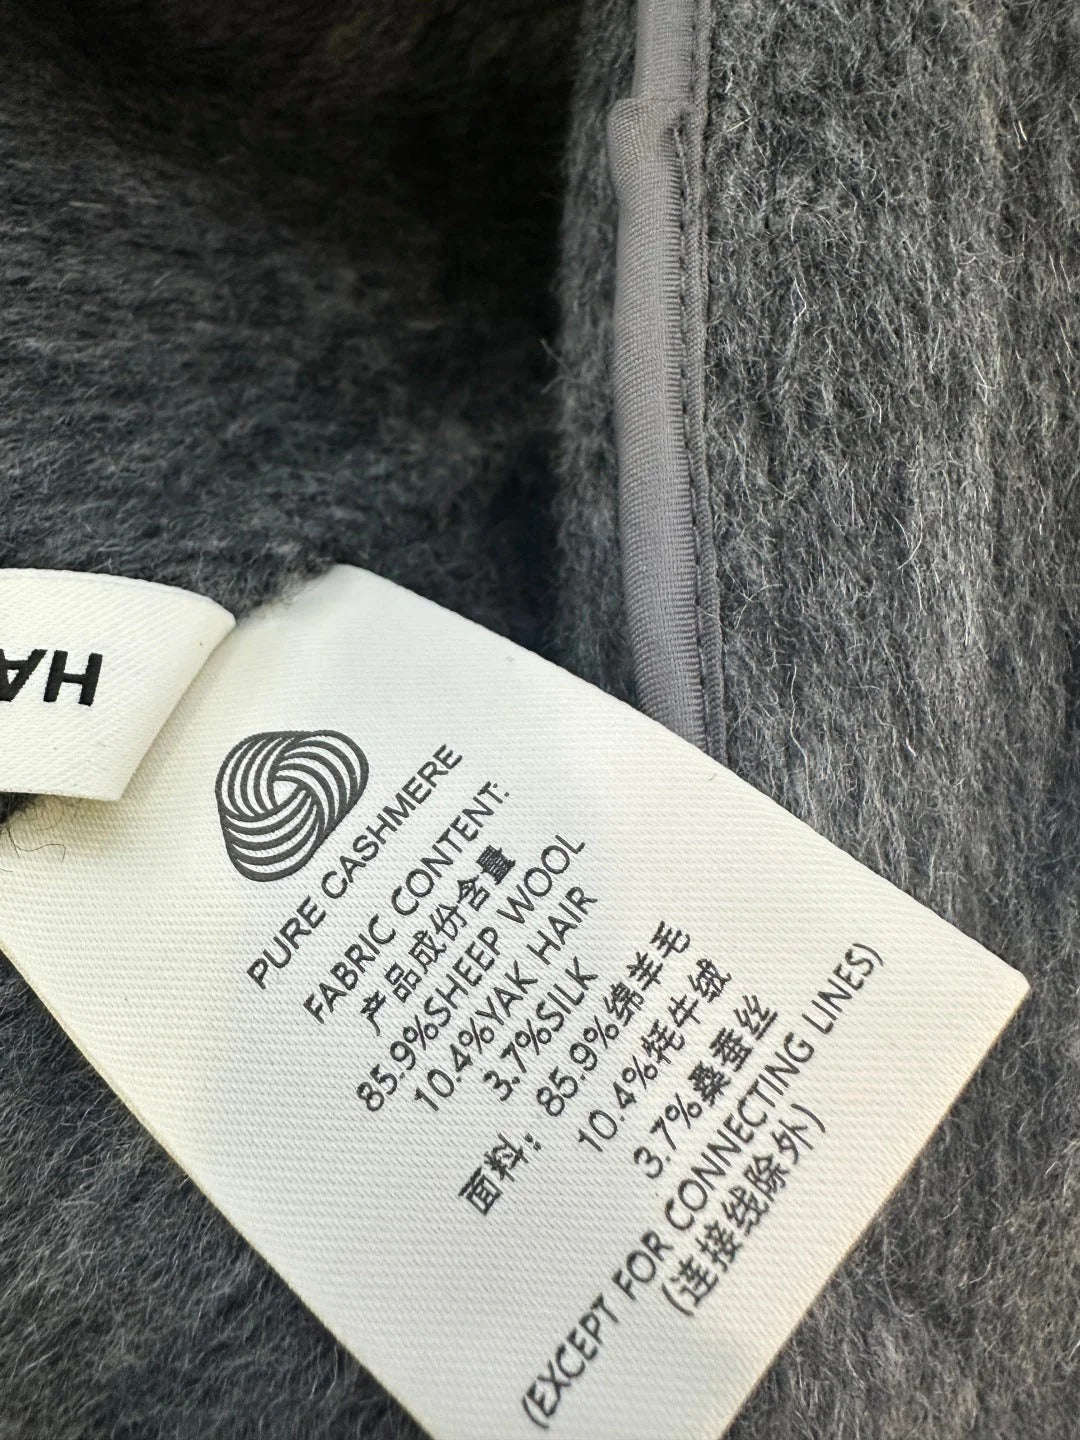 HA
PURE CASHMERE
FABRIC CONTENT:
产品成份含量
85.9%SHEEP WOOL
10.4%YAK HAIR
3.7%SILK
面料: 85.9%绵羊毛
10.4%牦牛绒
3.7%桑蚕丝
(EXCEPT FOR CONNECTING LINES)
(连接线除外)